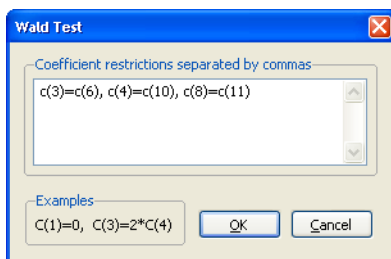 Wald Test
Coefficient restrictions separated by commas
c(3)=c(6), c(4)=c(10), c(8)=c(11)
Examples
C(1)=0, C(3)=2*C(4)
OK
Cancel